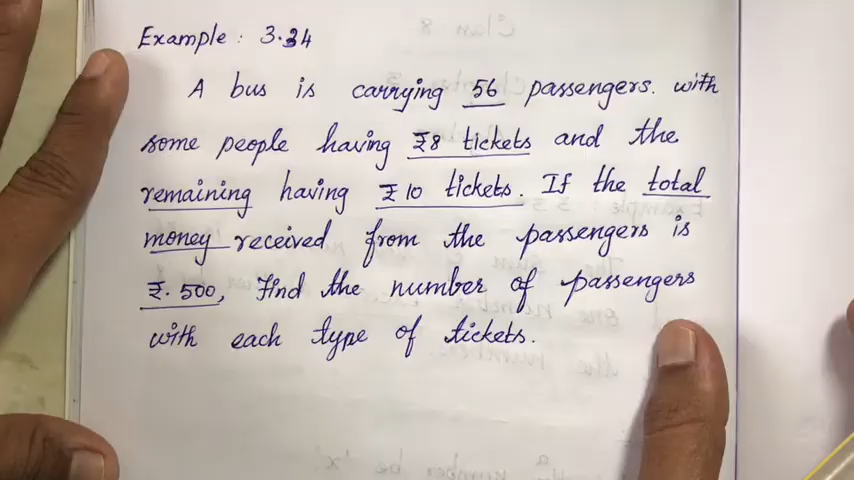 Example : 3.34
A bus is carrying 56 passengers. with
some people having ₹8 tickets and the
remaining having ₹10 tickets. If the total
money received from the passengers is
₹.500, Find the number of passengers
with each type of tickets.